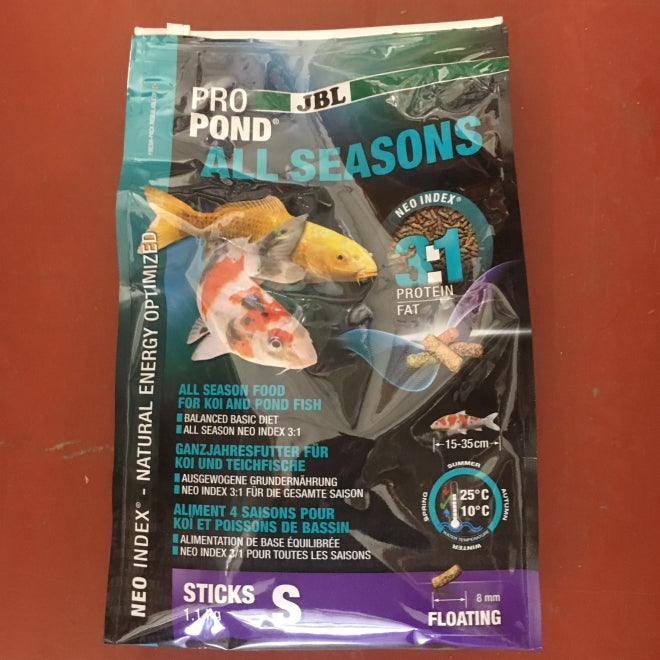 PRO
POND®
JBL
ALL SEASONS
NEO INDEX®
3:1
PROTEIN
FAT
NEO INDEX® - NATURAL ENERGY OPTIMIZED
ALL SEASON FOOD
FOR KOI AND POND FISH
BALANCED BASIC DIET
ALL SEASON NEO INDEX 3:1
GANZJAHRESFUTTER FÜR
KOI UND TEICHFISCHE
AUSGEWOGENE GRUNDERNÄHRUNG
NEO INDEX 3:1 FÜR DIE GESAMTE SAISON
ALIMENT 4 SAISONS POUR
KOÏ ET POISSONS DE BASSIN
ALIMENTATION DE BASE ÉQUILIBRÉE
NEO INDEX 3/1 POUR TOUTES LES SAISONS
15-35cm
SUMMER
SPRING
AUTUMN
WINTER
25°C
10°C
WATER TEMPERATURE
STICKS
S
8 mm
FLOATING